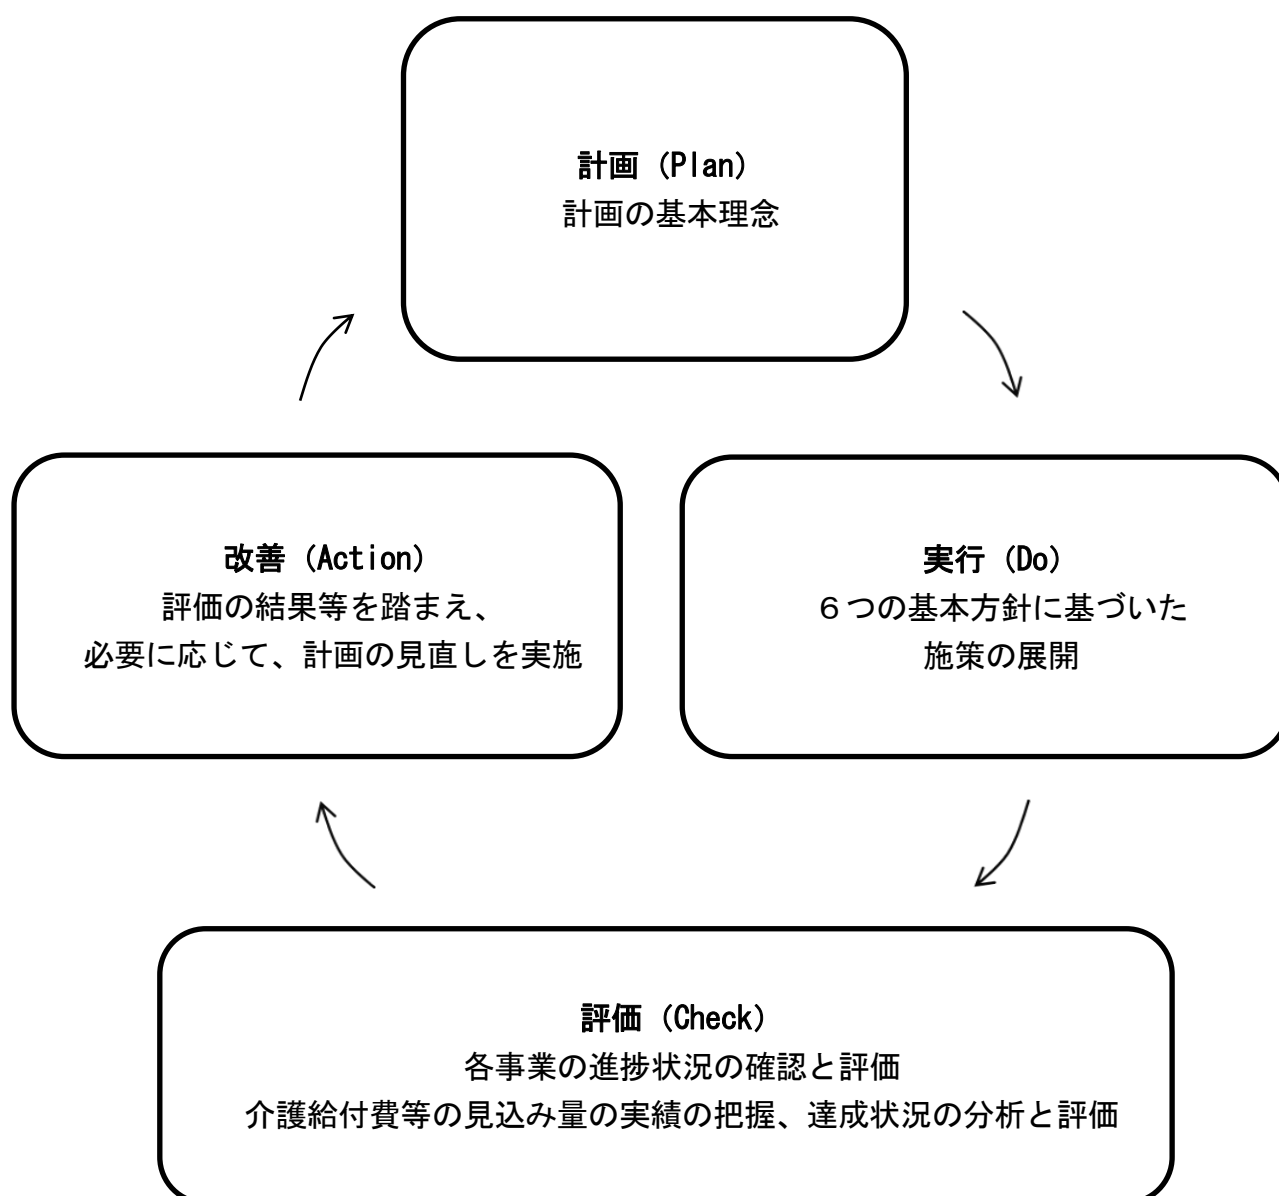 計画（Plan）
計画の基本理念
改善（Action）
評価の結果等を踏まえ、
必要に応じて、計画の見直しを実施
実行（Do）
６つの基本方針に基づいた
施策の展開
評価（Check）
各事業の進捗状況の確認と評価
介護給付費等の見込み量の実績の把握、達成状況の分析と評価